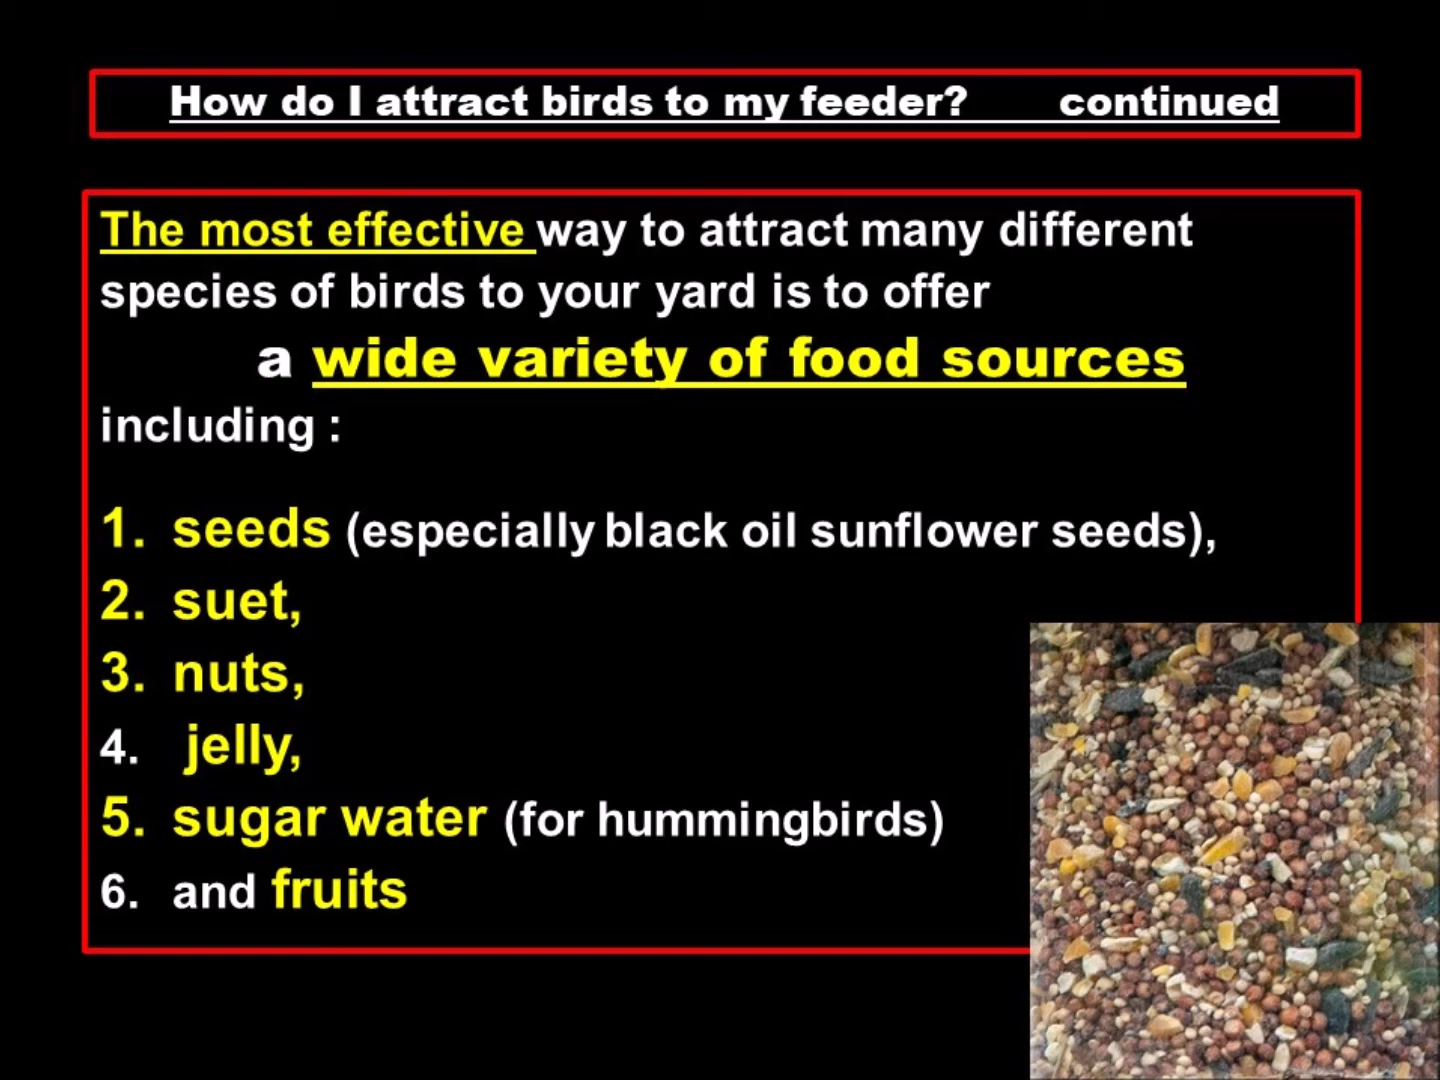 How do I attract birds to my feeder? continued
The most effective way to attract many different
species of birds to your yard is to offer
a wide variety of food sources
including :
1. seeds (especially black oil sunflower seeds),
2. suet,
3. nuts,
4. jelly,
5. sugar water (for hummingbirds)
6. and fruits